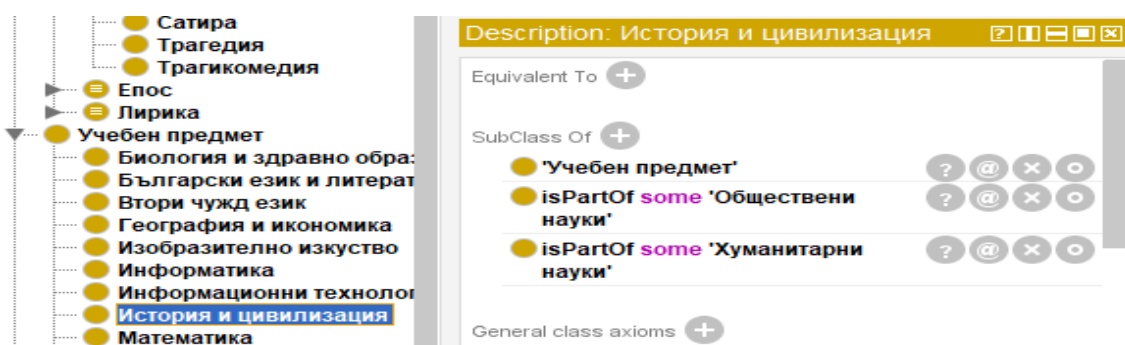 Сатира
Трагедия
Трагикомедия
Епос
Лирика
Учебен предмет
Биология и здравно обра
Български език и литерат
Втори чужд език
География и икономика
Изобразително изкуство
Информатика
Информационни технолог
История и цивилизация
Математика
Description: История и цивилизация
Equivalent To
SubClass Of
'Учебен предмет'
isPartOf some 'Обществени
науки'
isPartOf some 'Хуманитарни
науки'
General class axioms